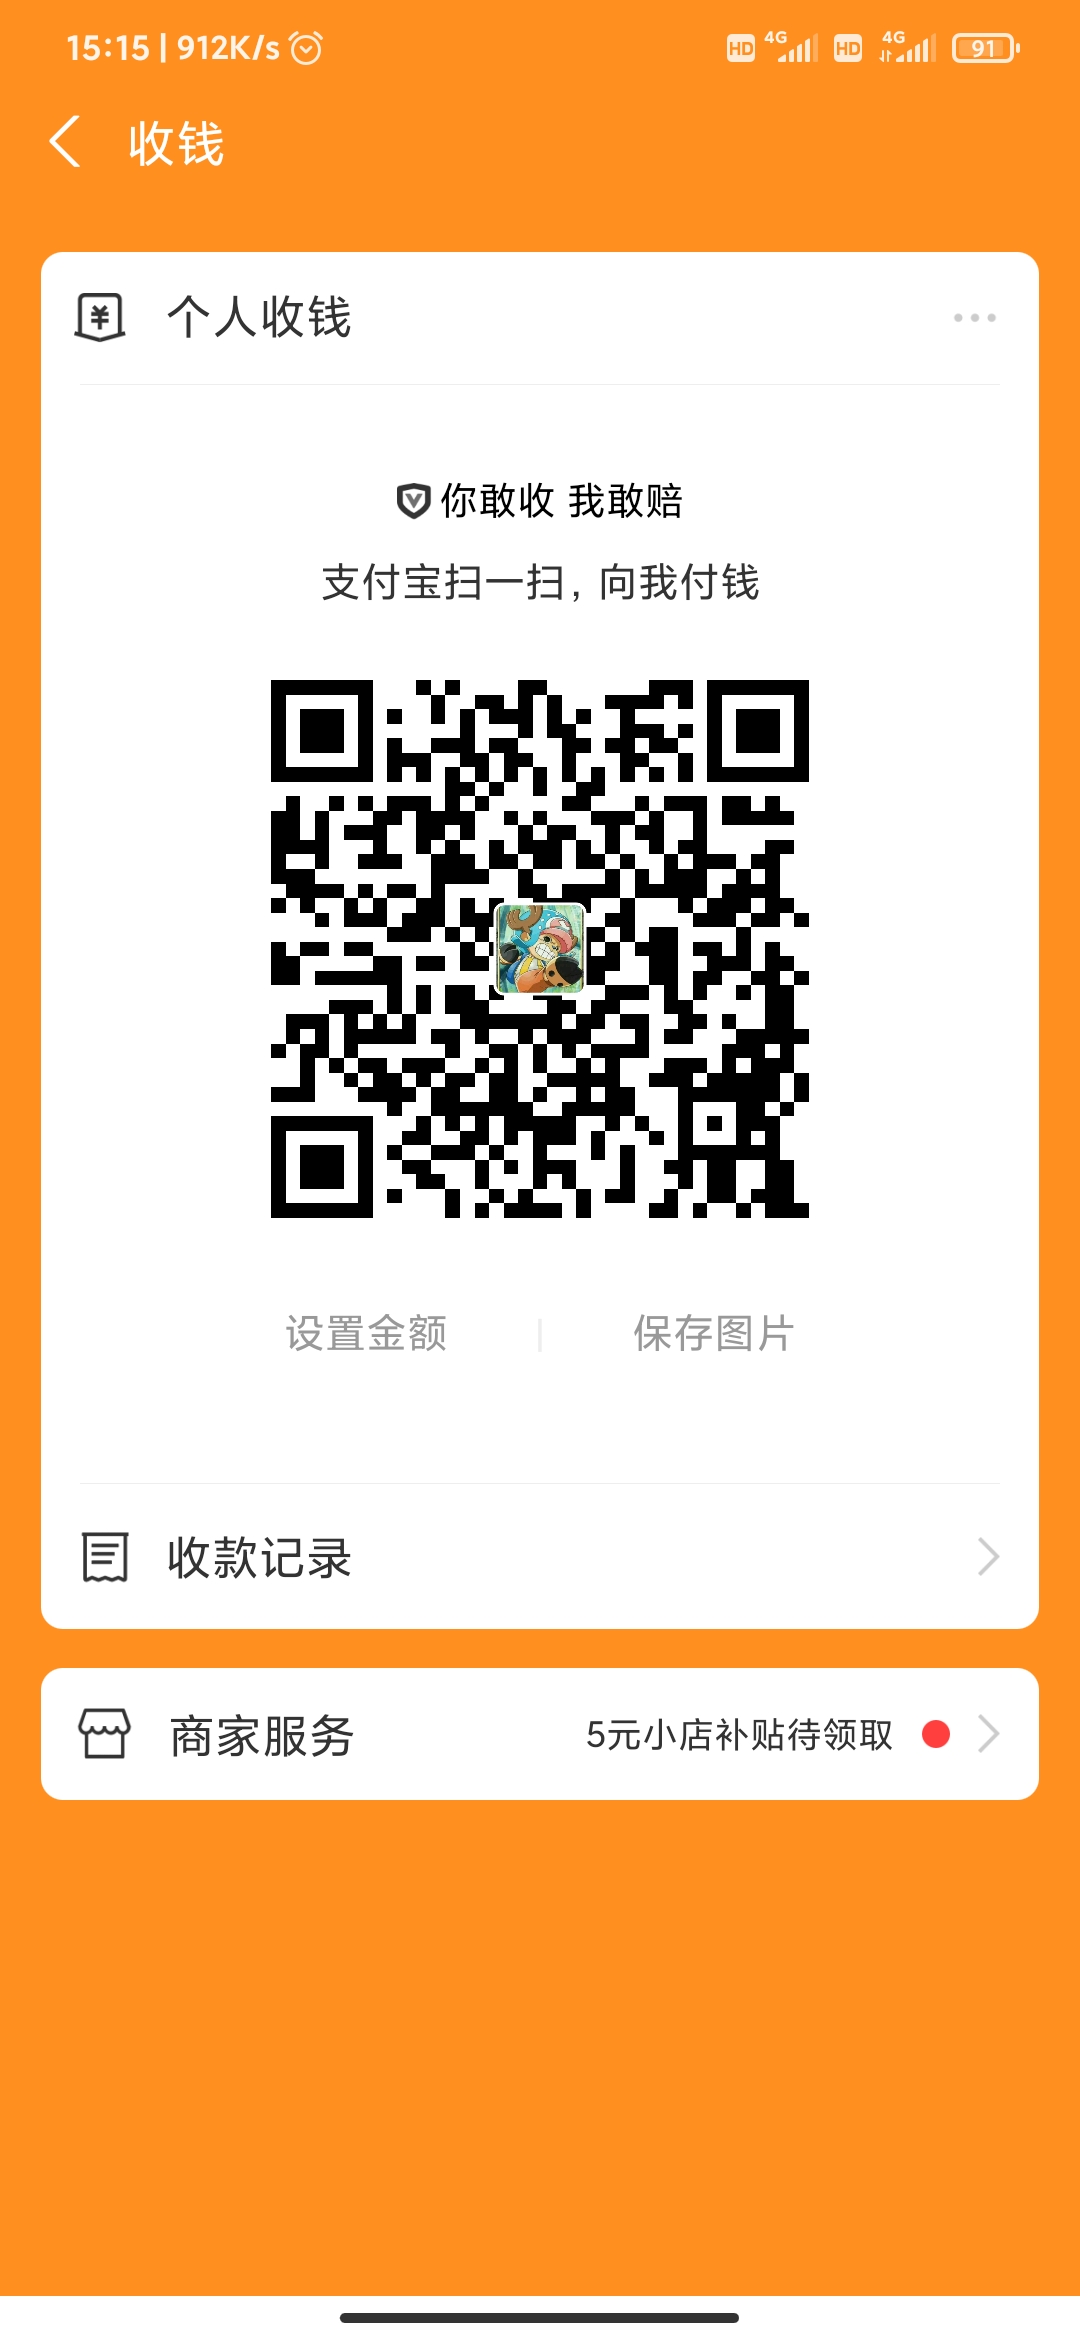 15:15 | 912K/s
HD 4G HD 4G 91
收钱
个人收钱
你敢收 我敢赔
支付宝扫一扫，向我付钱
设置金额 | 保存图片
收款记录
商家服务 5元小店补贴待领取